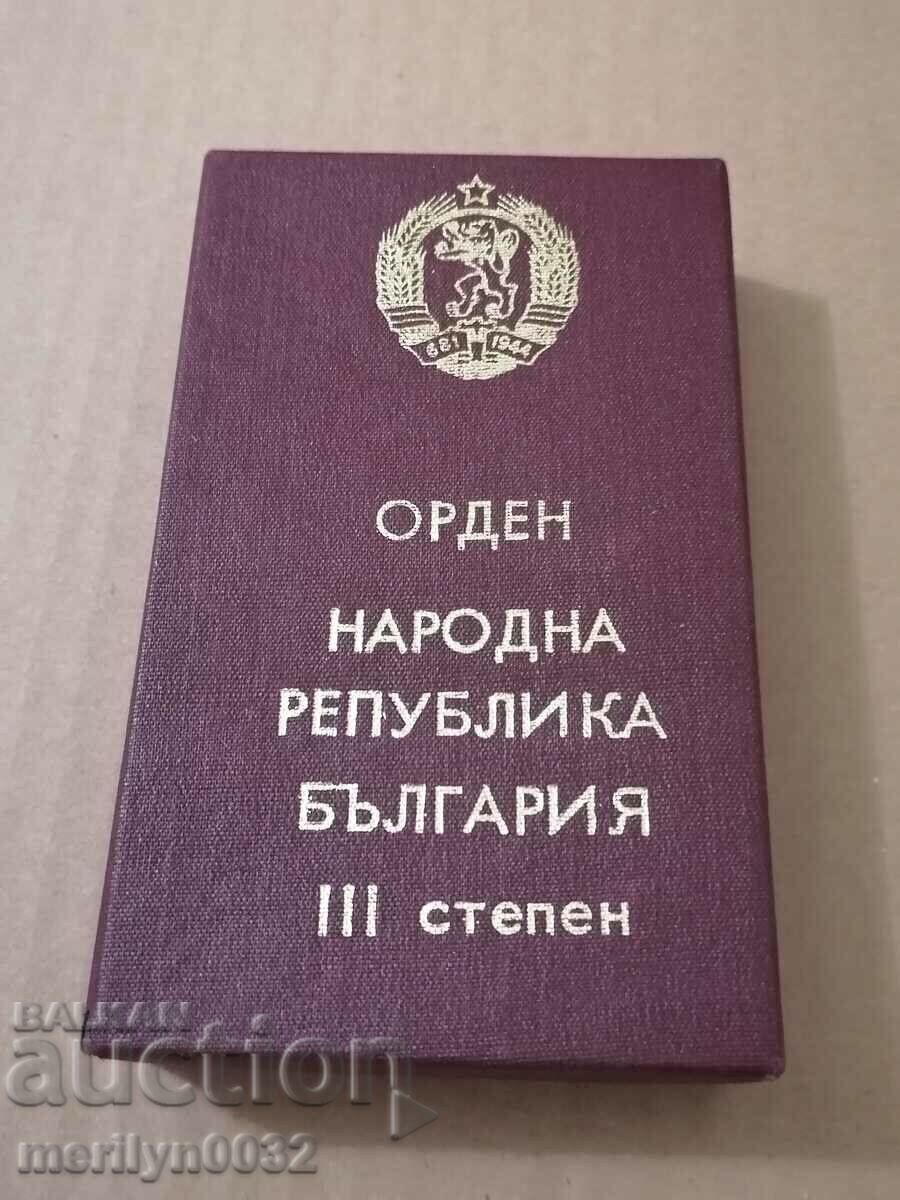 681 1944
ОРДЕН
НАРОДНА
РЕПУБЛИКА
БЪЛГАРИЯ
III степен
BALKAN
auction
merilyn0032